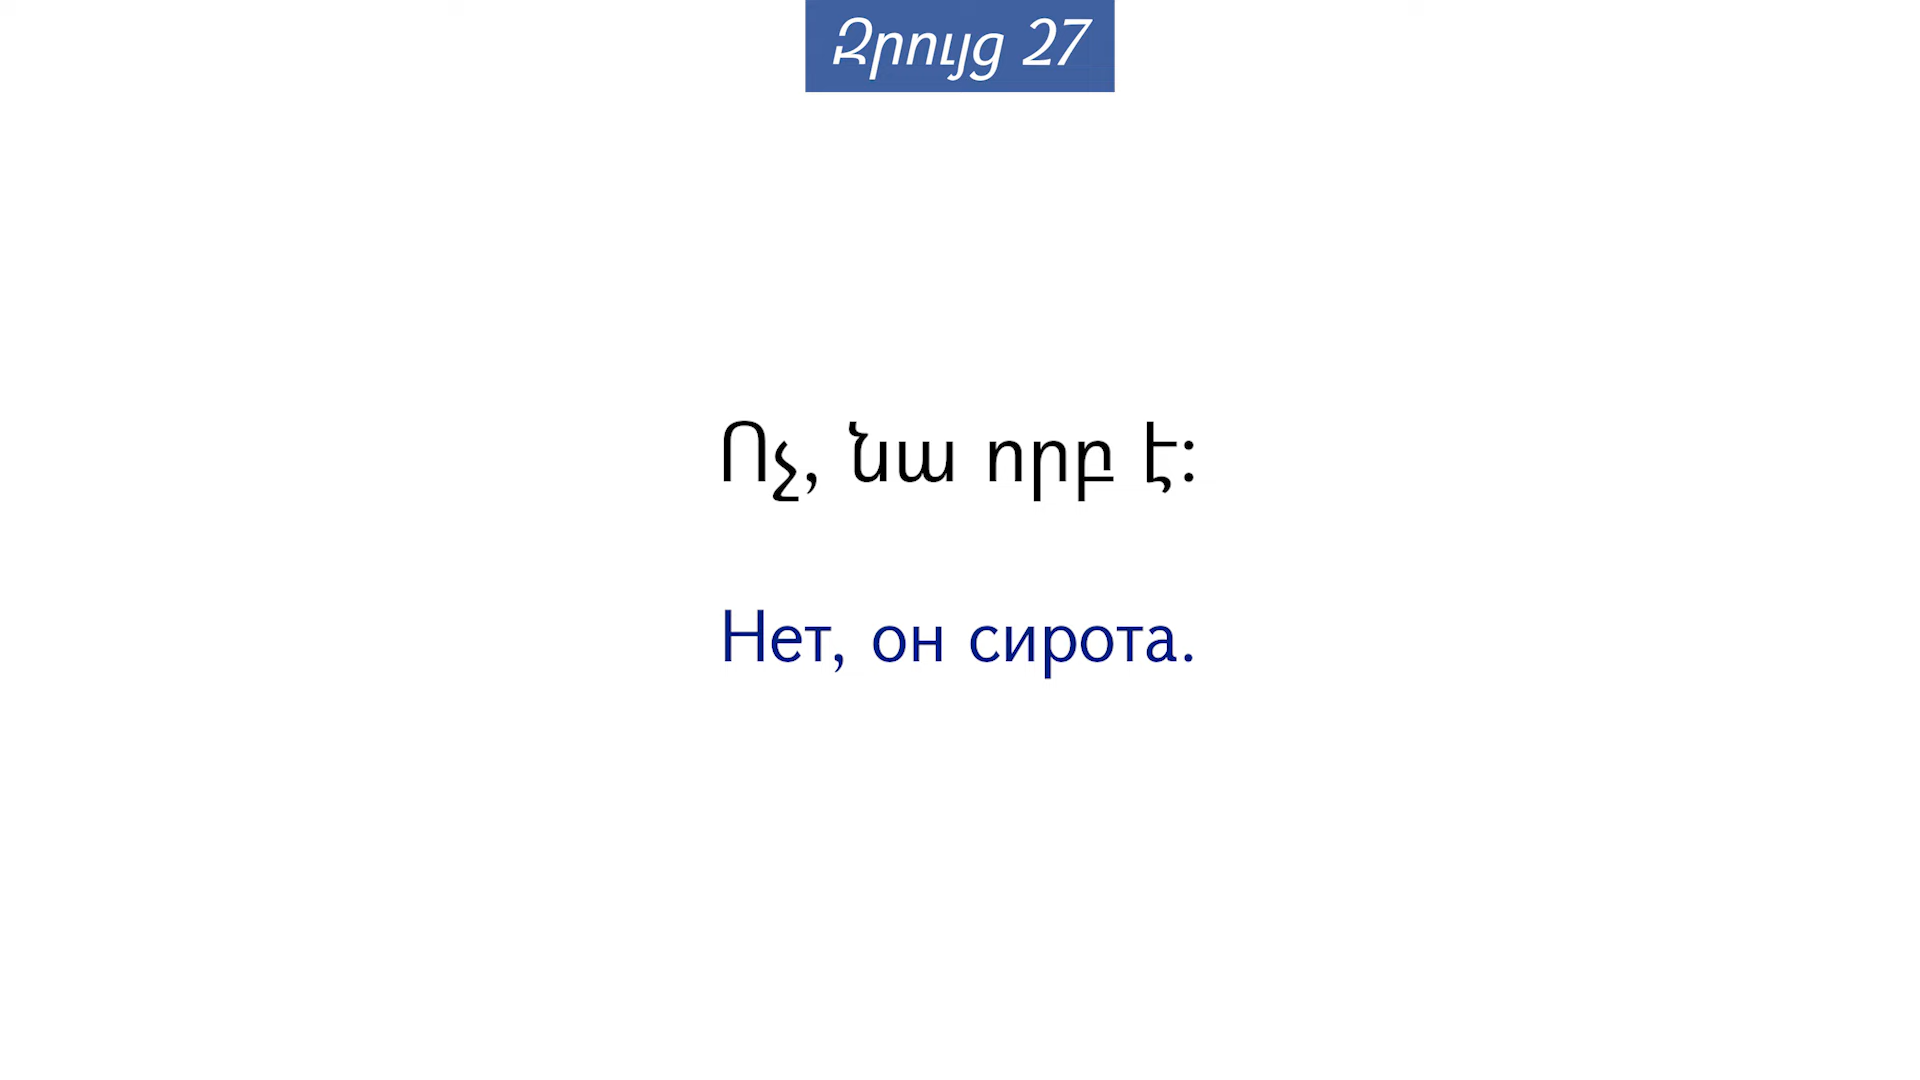 Զրույց 27
Ոչ, նա որբ է:
Нет, он сирота.